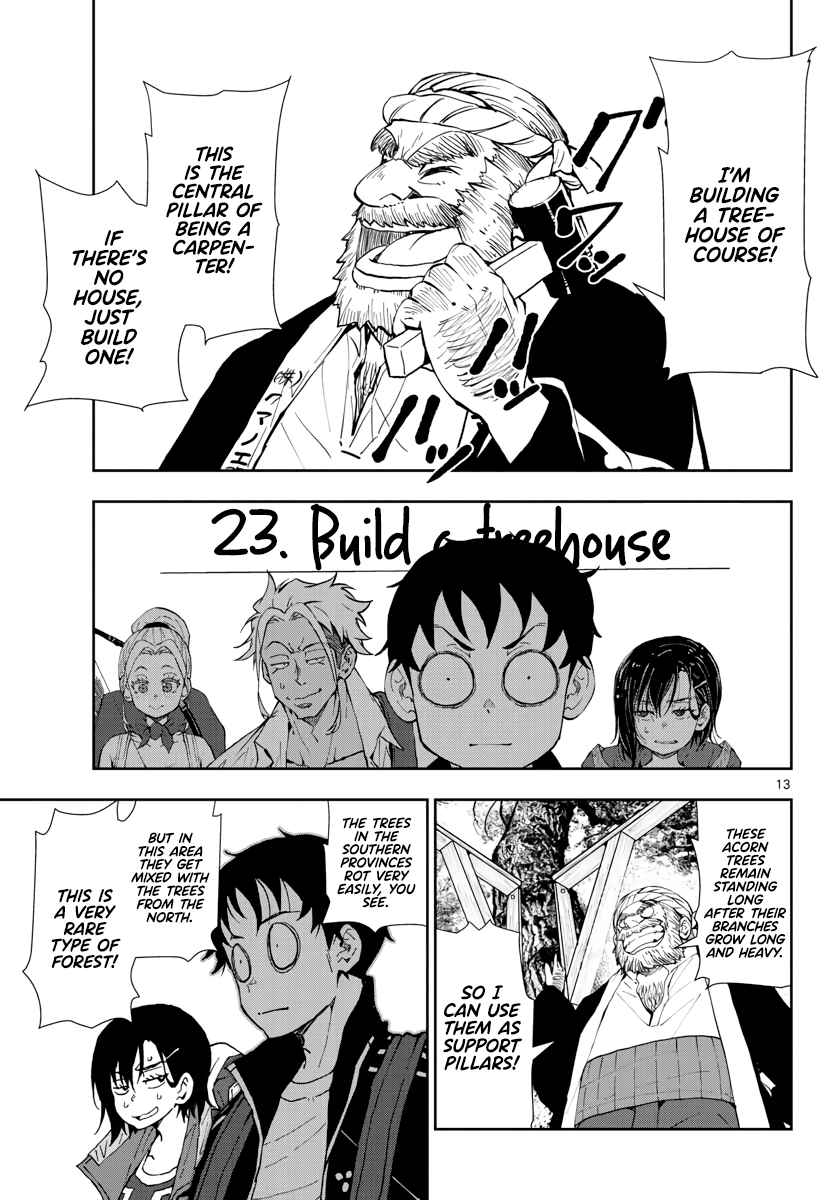 I'M
BUILDING
A TREE-
HOUSE OF
COURSE!
THIS
IS THE
CENTRAL
PILLAR OF
BEING A
CARPEN-
TER!
IF
THERE'S
NO
HOUSE,
JUST
BUILD
ONE!
23. Build a treehouse
13
THESE
ACORN
TREES
REMAIN
STANDING
LONG
AFTER THEIR
BRANCHES
GROW LONG
AND HEAVY.
SO I
CAN USE
THEM AS
SUPPORT
PILLARS!
THE TREES
IN THE
SOUTHERN
PROVINCES
ROT VERY
EASILY, YOU
SEE.
BUT IN
THIS AREA
THEY GET
MIXED WITH
THE TREES
FROM THE
NORTH.
THIS IS
A VERY
RARE
TYPE OF
FOREST!